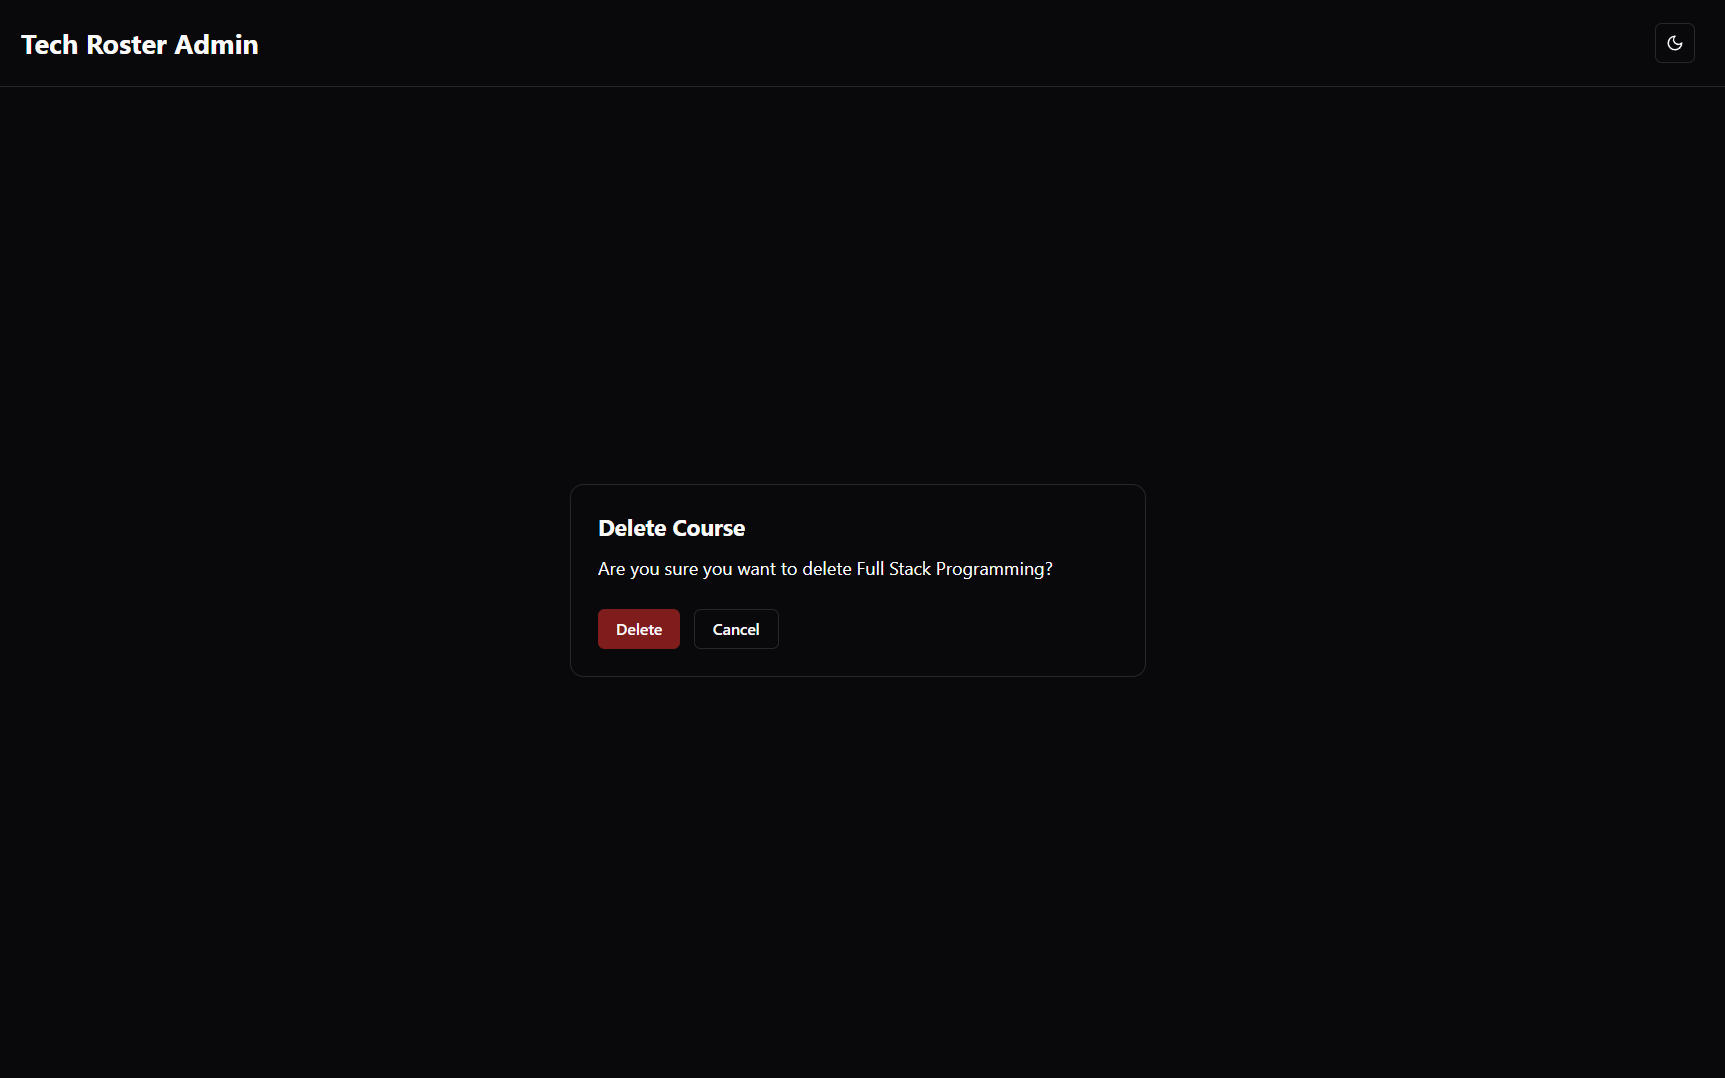 Tech Roster Admin
Delete Course
Are you sure you want to delete Full Stack Programming?
Delete
Cancel